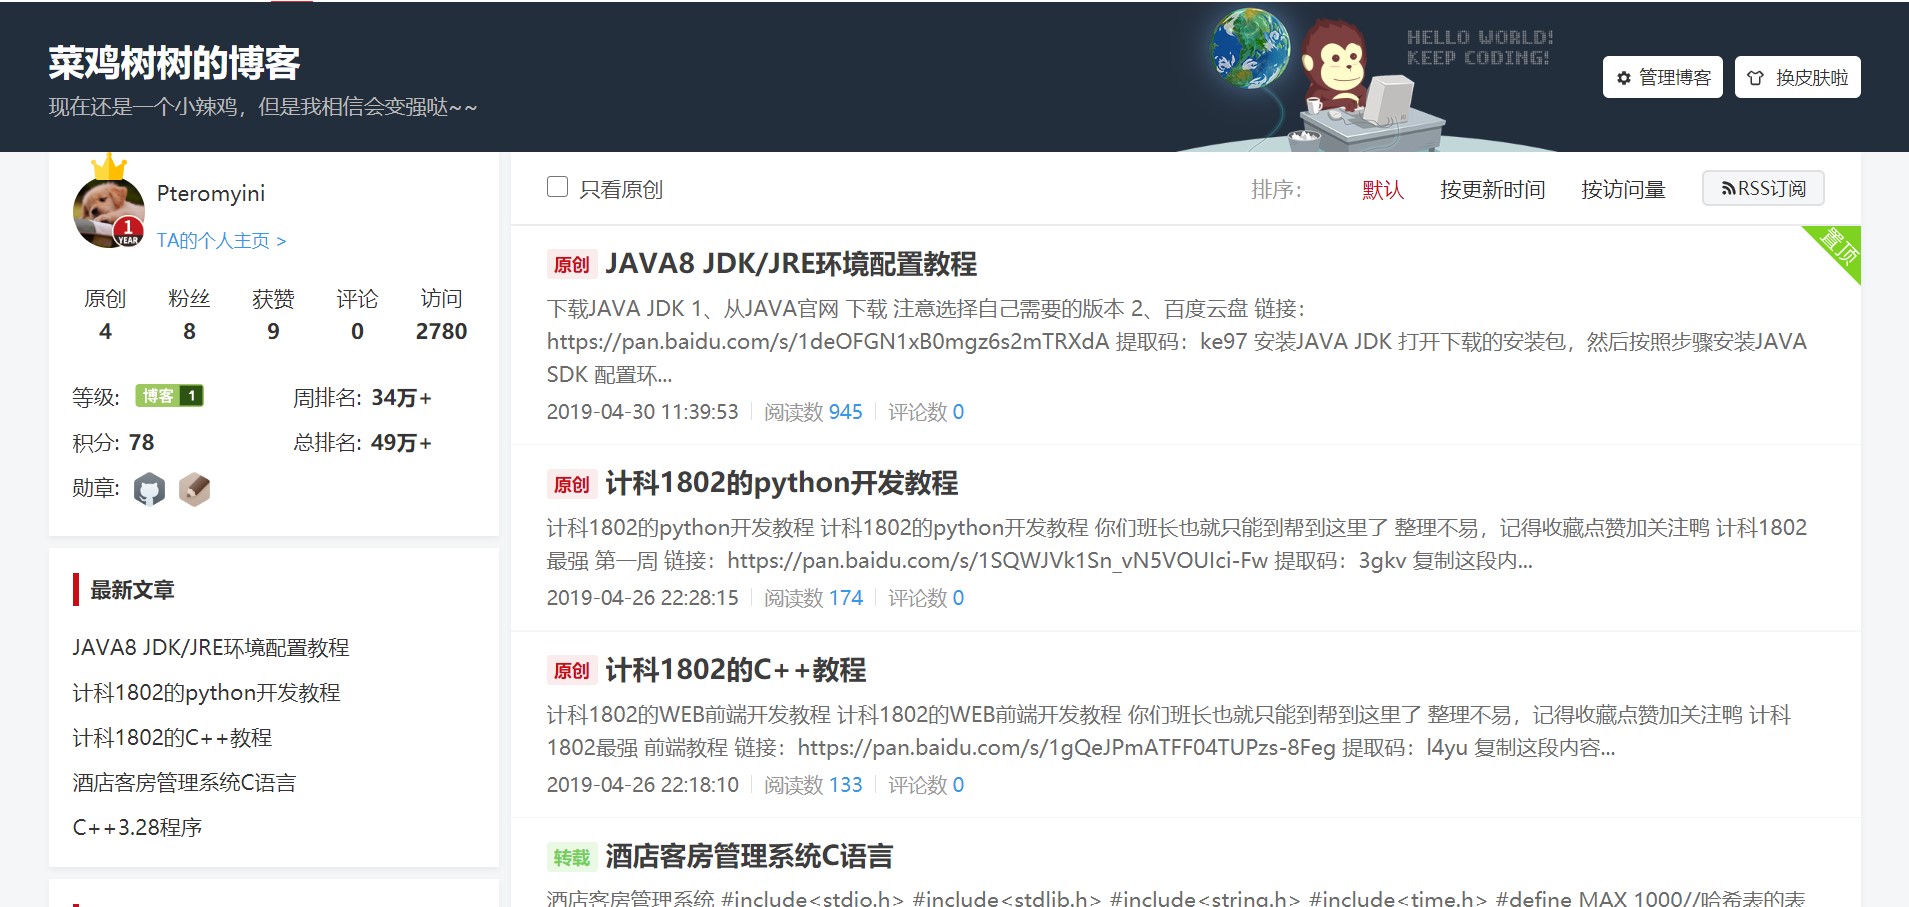 菜鸡树树的博客
现在还是一个小辣鸡，但是我相信会变强哒~~
HELLO WORLD!
KEEP CODING!
管理博客
换皮肤啦
Pteromyini
TA的个人主页 >
1
YEAR
原创 粉丝 获赞 评论 访问
4 8 9 0 2780
等级: 博客 1 周排名: 34万+
积分: 78 总排名: 49万+
勋章:
最新文章
JAVA8 JDK/JRE环境配置教程
计科1802的python开发教程
计科1802的C++教程
酒店客房管理系统C语言
C++3.28程序
只看原创 排序： 默认 按更新时间 按访问量 RSS订阅
置顶
原创 JAVA8 JDK/JRE环境配置教程
下载JAVA JDK 1、从JAVA官网 下载 注意选择自己需要的版本 2、百度云盘 链接：
https://pan.baidu.com/s/1deOFGN1xB0mgz6s2mTRXdA 提取码：ke97 安装JAVA JDK 打开下载的安装包，然后按照步骤安装JAVA
SDK 配置环...
2019-04-30 11:39:53 阅读数 945 评论数 0
原创 计科1802的python开发教程
计科1802的python开发教程 计科1802的python开发教程 你们班长也就只能到帮到这里了 整理不易，记得收藏点赞加关注鸭 计科1802
最强 第一周 链接：https://pan.baidu.com/s/1SQWJVk1Sn_vN5VOUIci-Fw 提取码：3gkv 复制这段内...
2019-04-26 22:28:15 阅读数 174 评论数 0
原创 计科1802的C++教程
计科1802的WEB前端开发教程 计科1802的WEB前端开发教程 你们班长也就只能到帮到这里了 整理不易，记得收藏点赞加关注鸭 计科
1802最强 前端教程 链接：https://pan.baidu.com/s/1gQeJPmATFF04TUPzs-8Feg 提取码：l4yu 复制这段内容...
2019-04-26 22:18:10 阅读数 133 评论数 0
转载 酒店客房管理系统C语言
酒店客房管理系统 #include<stdio.h> #include<stdlib.h> #include<string.h> #include<time.h> #define MAX 1000//哈希表的表